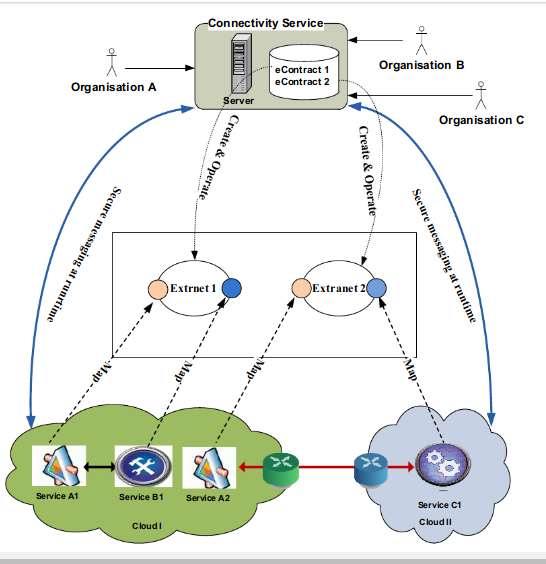 Connectivity Service
Organisation A
Organisation B
eContract 1
eContract 2
Server
Organisation C
Create & Operate
Create & Operate
Secure messaging at runrtime
Secure messaging at runtime
Extrnet 1
Extranet 2
Map
Map
Map
Map
Service A1
Service B1
Service A2
Service C1
Cloud I
Cloud II